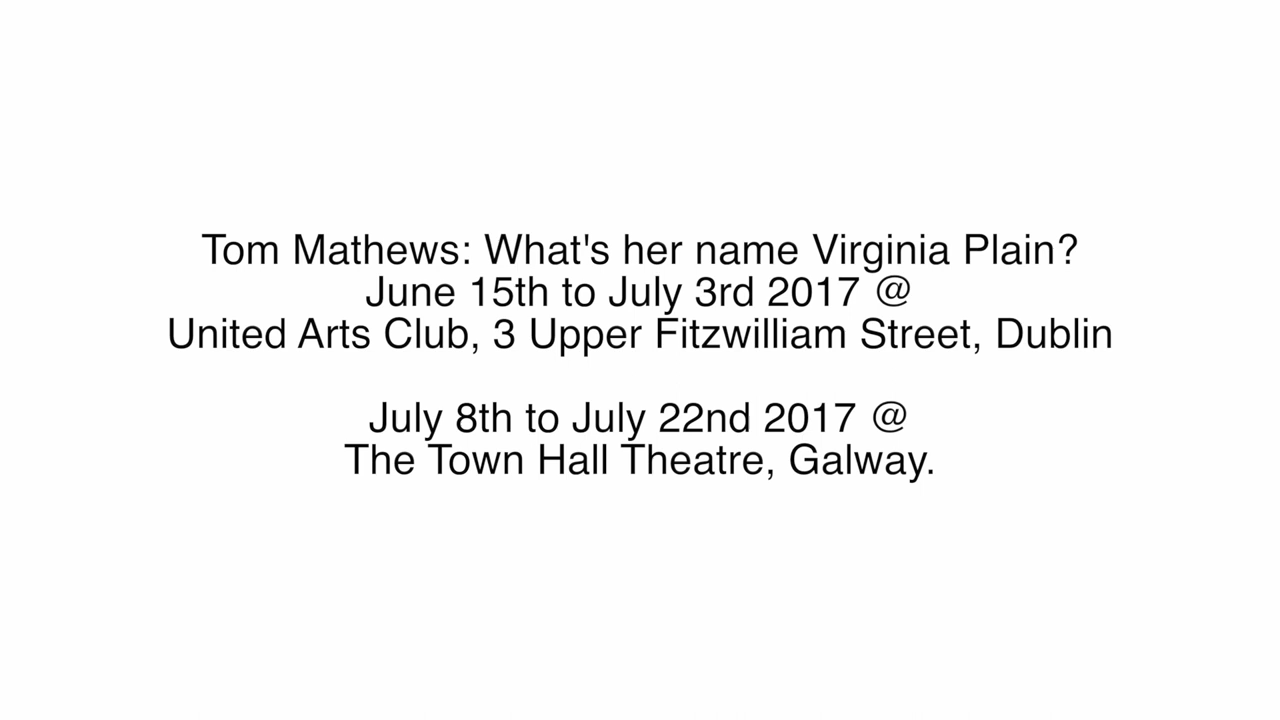 Tom Mathews: What's her name Virginia Plain?
June 15th to July 3rd 2017 @
United Arts Club, 3 Upper Fitzwilliam Street, Dublin
July 8th to July 22nd 2017 @
The Town Hall Theatre, Galway.